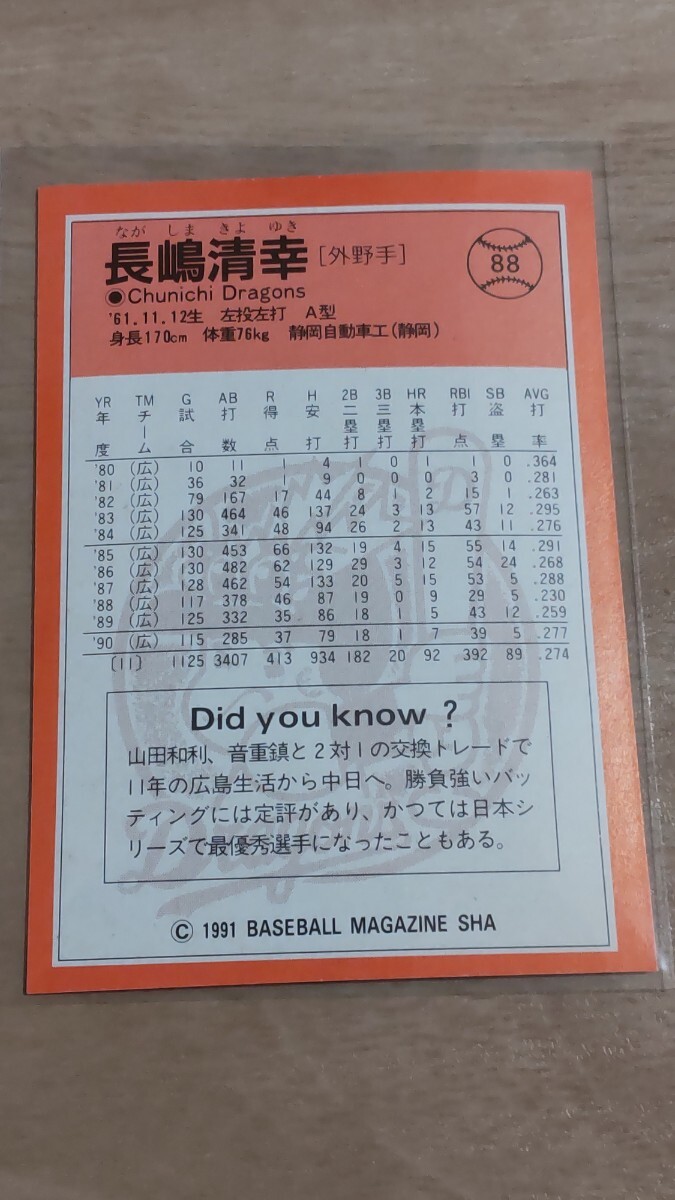 なが しま きよ ゆき
長嶋清幸[外野手]
88
●Chunichi Dragons
'61.11.12生 左投左打 A型
身長170cm 体重76kg 静岡自動車工(静岡)
YR TM G AB R H 2B 3B HR RBI SB AVG
年度 チーム 試合 打数 得点 安打 二塁打 三塁打 本塁打 打点 盗塁 打率
'80 (広) 10 11 1 4 1 0 1 1 0 .364
'81 (広) 36 32 1 9 0 0 0 3 0 .281
'82 (広) 79 167 17 44 8 1 2 15 1 .263
'83 (広) 130 464 46 137 24 3 13 57 12 .295
'84 (広) 125 341 48 94 26 2 13 43 11 .276
'85 (広) 130 453 66 132 19 4 15 55 14 .291
'86 (広) 130 482 62 129 29 3 12 54 24 .268
'87 (広) 128 462 54 133 20 5 15 53 5 .288
'88 (広) 117 378 46 87 19 0 9 29 5 .230
'89 (広) 125 332 35 86 18 1 5 43 12 .259
'90 (広) 115 285 37 79 18 1 7 39 5 .277
[11] 1125 3407 413 934 182 20 92 392 89 .274
Did you know ?
山田和利、音重鎮と2対1の交換トレードで
11年の広島生活から中日へ。勝負強いバッ
ティングには定評があり、かつては日本シ
リーズで最優秀選手になったこともある。
© 1991 BASEBALL MAGAZINE SHA